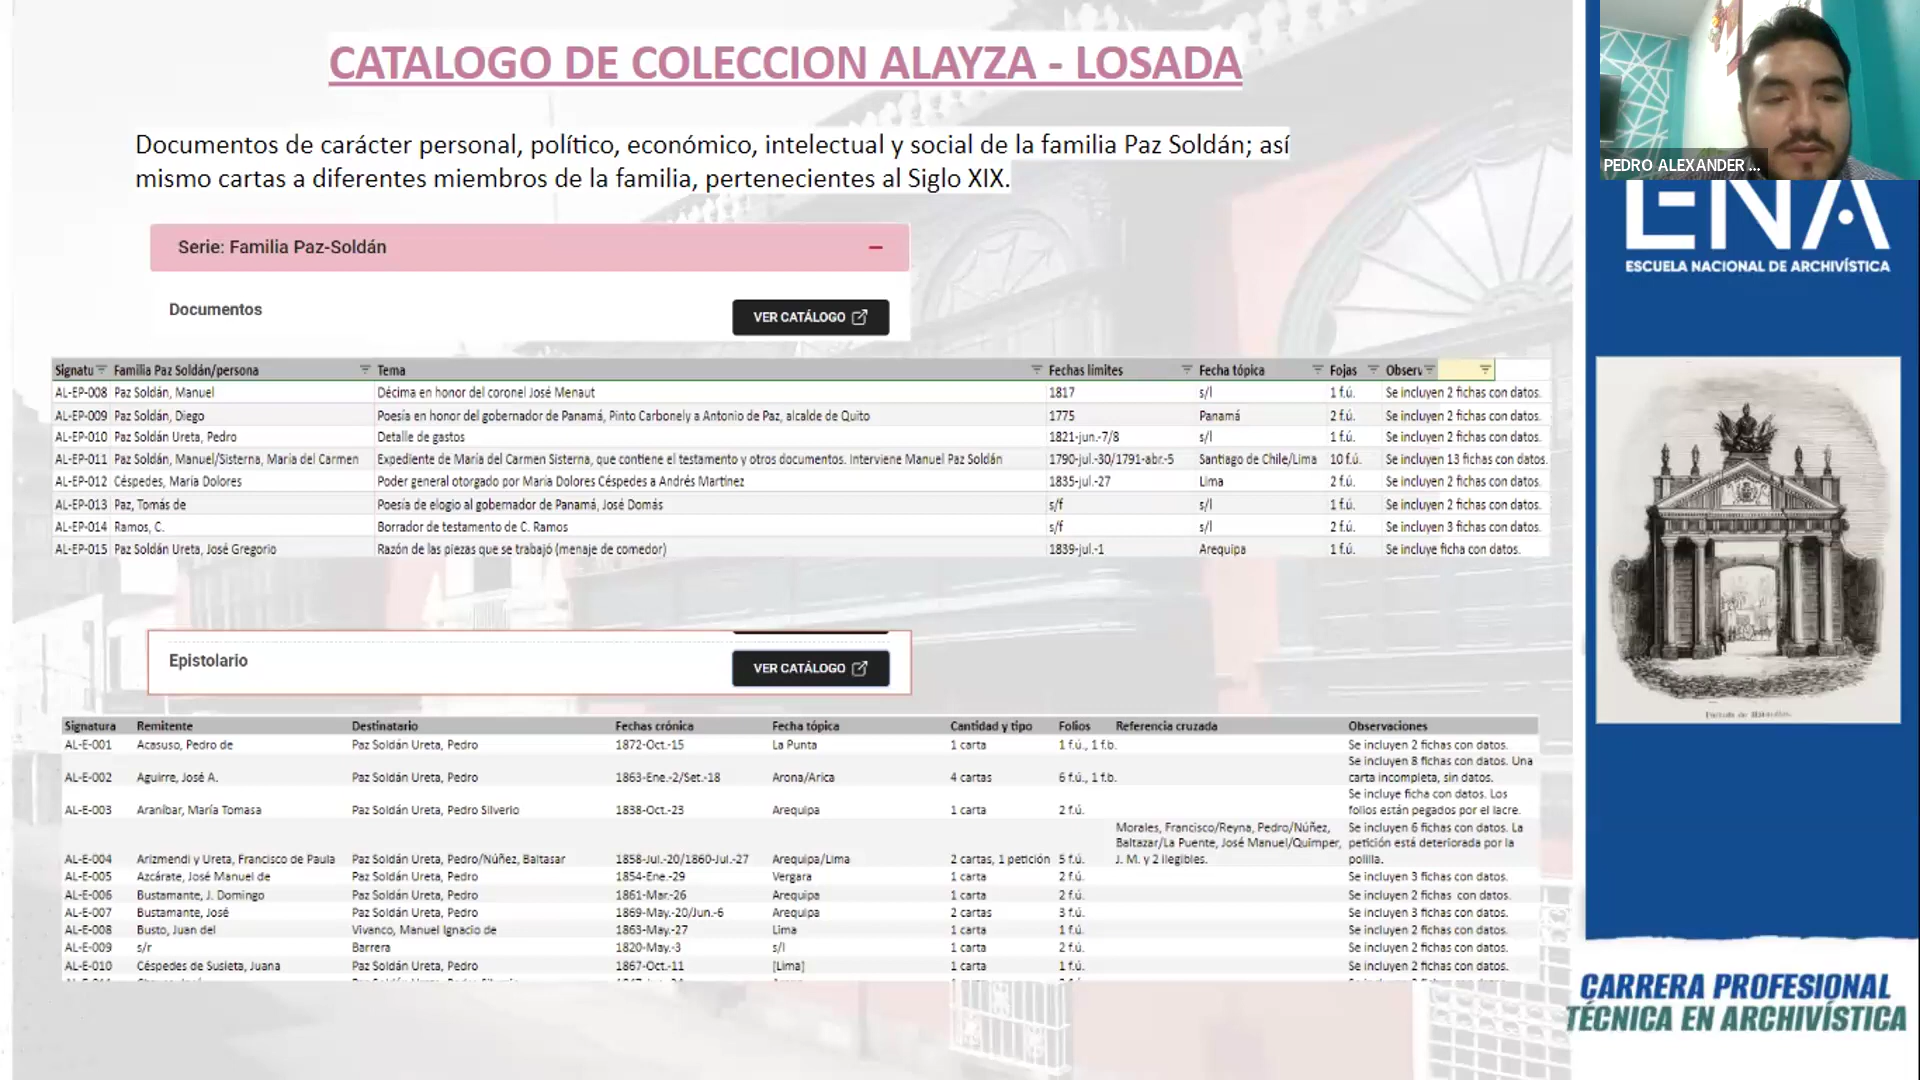 CATALOGO DE COLECCION ALAYZA - LOSADA
Documentos de carácter personal, político, económico, intelectual y social de la familia Paz Soldán; así
mismo cartas a diferentes miembros de la familia, pertenecientes al Siglo XIX.
Serie: Familia Paz-Soldán
Documentos
VER CATÁLOGO
Signatu Familia Paz Soldán/persona Tema Fechas límites Fecha tópica Fojas Observ
AL-EP-008 Paz Soldán, Manuel Décima en honor del coronel José Menaut 1817 s/l 1 f.ú. Se incluyen 2 fichas con datos.
AL-EP-009 Paz Soldán, Diego Poesía en honor del gobernador de Panamá, Pinto Carbonely a Antonio de Paz, alcalde de Quito 1775 Panamá 2 f.ú. Se incluyen 2 fichas con datos.
AL-EP-010 Paz Soldán Ureta, Pedro Detalle de gastos 1821-jun.-7/8 s/l 1 f.ú. Se incluyen 2 fichas con datos.
AL-EP-011 Paz Soldán, Manuel/Sisterna, María del Carmen Expediente de María del Carmen Sisterna, que contiene el testamento y otros documentos. Interviene Manuel Paz Soldán 1790-jul.-30/1791-abr.-5 Santiago de Chile/Lima 10 f.ú. Se incluyen 13 fichas con datos.
AL-EP-012 Céspedes, María Dolores Poder general otorgado por María Dolores Céspedes a Andrés Martínez 1835-jul.-27 Lima 2 f.ú. Se incluyen 2 fichas con datos.
AL-EP-013 Paz, Tomás de Poesía de elogio al gobernador de Panamá, José Domás s/f s/l 1 f.ú. Se incluyen 2 fichas con datos.
AL-EP-014 Ramos, C. Borrador de testamento de C. Ramos s/f s/l 2 f.ú. Se incluyen 3 fichas con datos.
AL-EP-015 Paz Soldán Ureta, José Gregorio Razón de las piezas que se trabajó (menaje de comedor) 1839-jul.-1 Arequipa 1 f.ú. Se incluye ficha con datos.
Epistolario
VER CATÁLOGO
Signatura Remitente Destinatario Fechas crónica Fecha tópica Cantidad y tipo Folios Referencia cruzada Observaciones
AL-E-001 Acasuso, Pedro de Paz Soldán Ureta, Pedro 1872-Oct.-15 La Punta 1 carta 1 f.ú., 1 f.b. Se incluyen 2 fichas con datos.
Se incluyen 8 fichas con datos. Una
AL-E-002 Aguirre, José A. Paz Soldán Ureta, Pedro 1863-Ene.-2/Set.-18 Arona/Arica 4 cartas 6 f.ú., 1 f.b. carta incompleta, sin datos.
Se incluye ficha con datos. Los
AL-E-003 Araníbar, María Tomasa Paz Soldán Ureta, Pedro Silverio 1838-Oct.-23 Arequipa 1 carta 2 f.ú. folios están pegados por el lacre.
Morales, Francisco/Reyna, Pedro/Núñez, Se incluyen 6 fichas con datos. La
Baltazar/La Puente, José Manuel/Quimper, petición está deteriorada por la
AL-E-004 Arizmendi y Ureta, Francisco de Paula Paz Soldán Ureta, Pedro/Núñez, Baltasar 1858-Jul.-20/1860-Jul.-27 Arequipa/Lima 2 cartas, 1 petición 5 f.ú. J. M. y 2 ilegibles. polilla.
AL-E-005 Azcárate, José Manuel de Paz Soldán Ureta, Pedro 1854-Ene.-29 Vergara 1 carta 2 f.ú. Se incluyen 3 fichas con datos.
AL-E-006 Bustamante, J. Domingo Paz Soldán Ureta, Pedro 1861-Mar.-26 Arequipa 1 carta 2 f.ú. Se incluyen 2 fichas con datos.
AL-E-007 Bustamante, José Paz Soldán Ureta, Pedro 1869-May.-20/Jun.-6 Arequipa 2 cartas 3 f.ú. Se incluyen 3 fichas con datos.
AL-E-008 Busto, Juan del Vivanco, Manuel Ignacio de 1863-May.-27 Lima 1 carta 1 f.ú. Se incluyen 2 fichas con datos.
AL-E-009 s/r Barrera 1820-May.-3 s/l 1 carta 2 f.ú. Se incluyen 2 fichas con datos.
AL-E-010 Céspedes de Susieta, Juana Paz Soldán Ureta, Pedro 1867-Oct.-11 [Lima] 1 carta 1 f.ú. Se incluyen 2 fichas con datos.
PEDRO ALEXANDER ...
ENA
ESCUELA NACIONAL DE ARCHIVÍSTICA
CARRERA PROFESIONAL
TÉCNICA EN ARCHIVÍSTICA